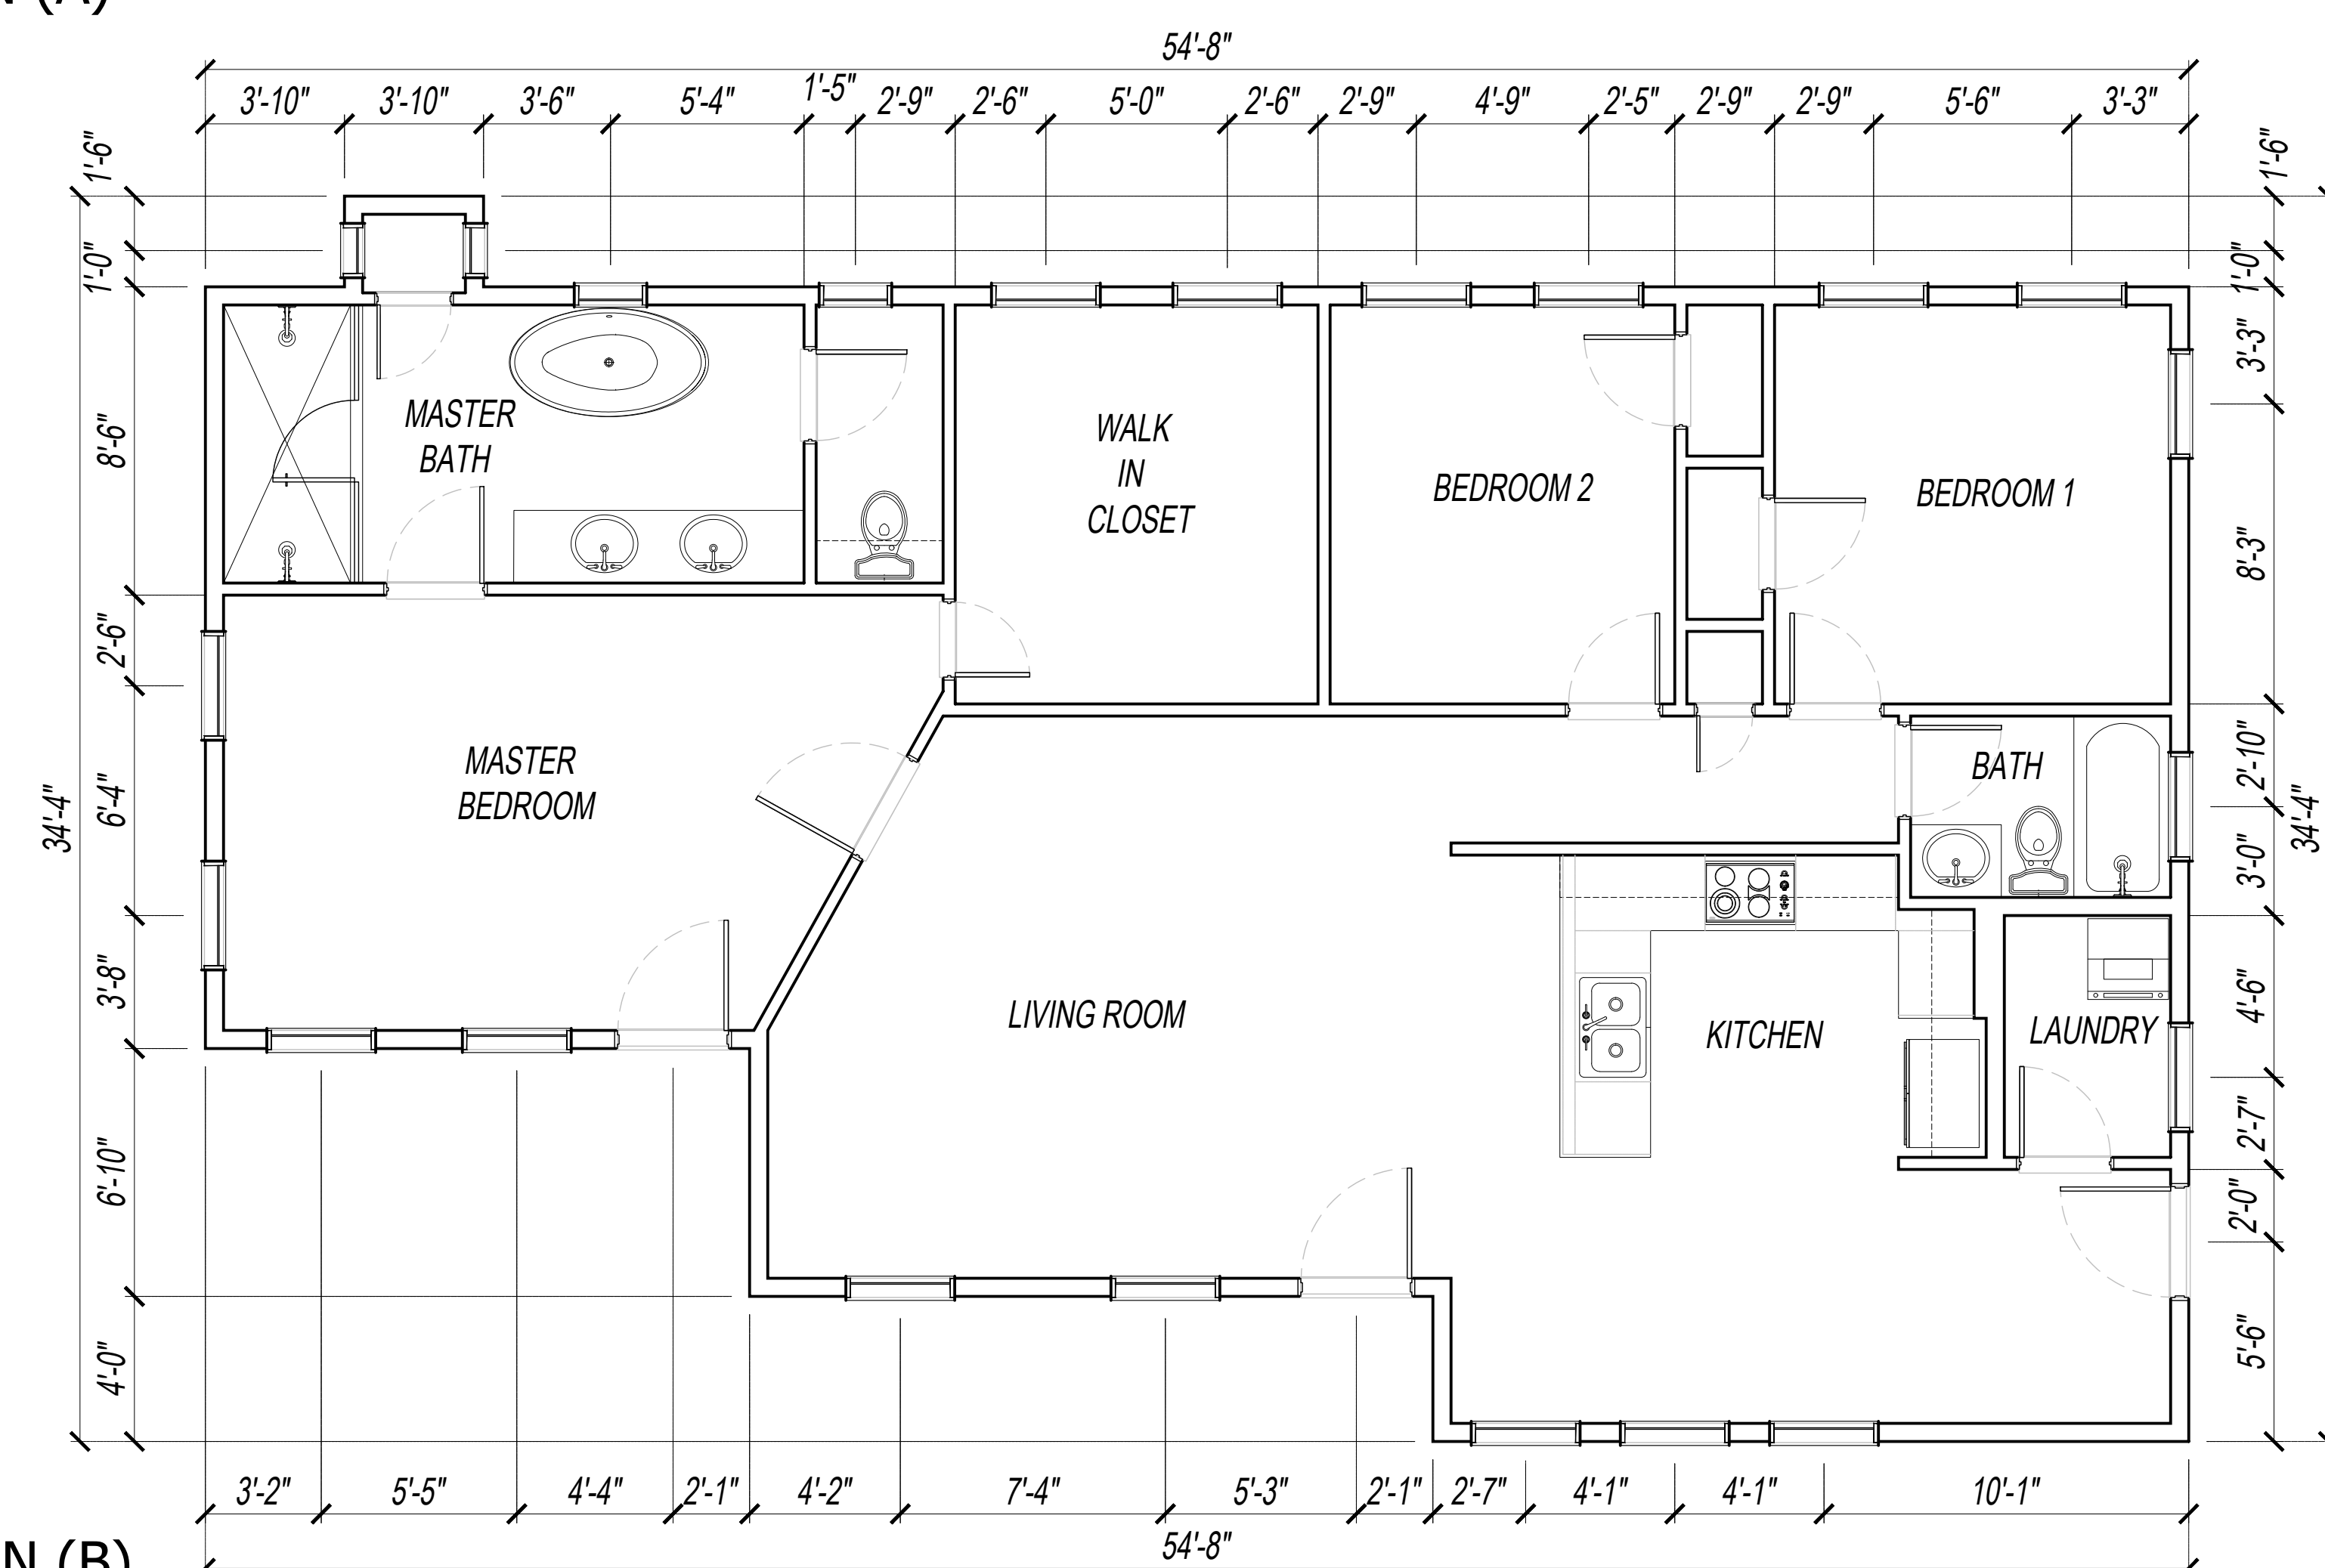 N (A)
54'-8"
3'-10" 3'-10" 3'-6" 5'-4" 1'-5" 2'-9" 2'-6" 5'-0" 2'-6" 2'-9" 4'-9" 2'-5" 2'-9" 2'-9" 5'-6" 3'-3"
1'-6"
1'-0"
8'-6"
2'-6"
6'-4"
3'-8"
6'-10"
4'-0"
34'-4"
MASTER
BATH
WALK
IN
CLOSET
BEDROOM 2
BEDROOM 1
MASTER
BEDROOM
BATH
LIVING ROOM
KITCHEN
LAUNDRY
1'-6"
1'-0"
3'-3"
8'-3"
2'-10"
3'-0"
4'-6"
2'-7"
2'-0"
5'-6"
34'-4"
3'-2" 5'-5" 4'-4" 2'-1" 4'-2" 7'-4" 5'-3" 2'-1" 2'-7" 4'-1" 4'-1" 10'-1"
54'-8"
N (B)